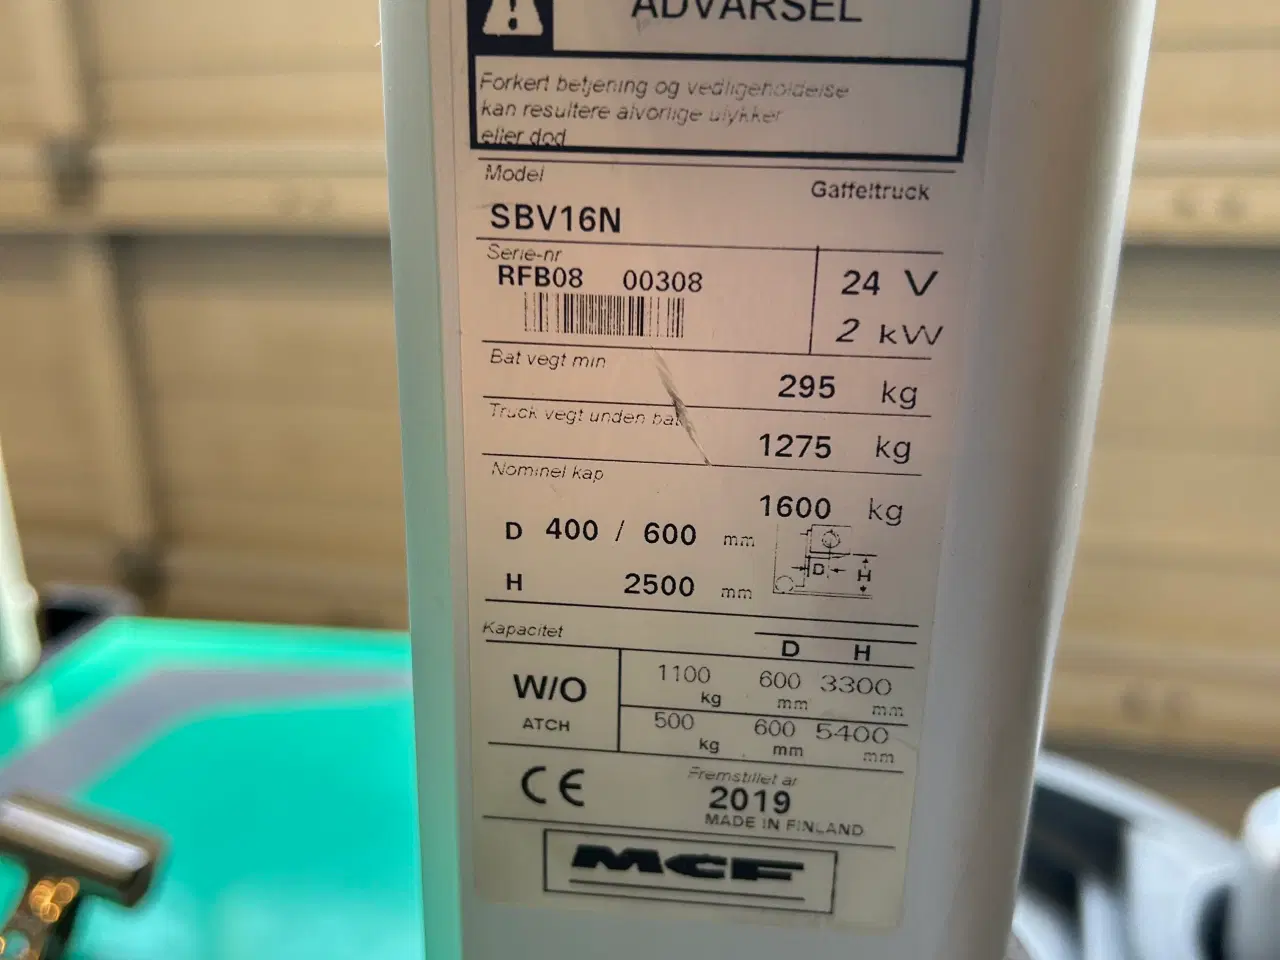 ADVARSEL
Forkert betjening og vedligeholdelse
kan resultere alvorlige ulykker
eller død
Model
Gaffeltruck
SBV16N
Serie-nr
RFB08 00308
24 V
2 kW
Bat vegt min
295 kg
Truck vegt unden bat
1275 kg
Nominel kap
1600 kg
D 400 / 600 mm
D
H
H 2500 mm
Kapacitet
D H
W/O
ATCH
1100 kg 600 mm 3300 mm
500 kg 600 mm 5400 mm
CE
Fremstillet ar
2019
MADE IN FINLAND
MCF